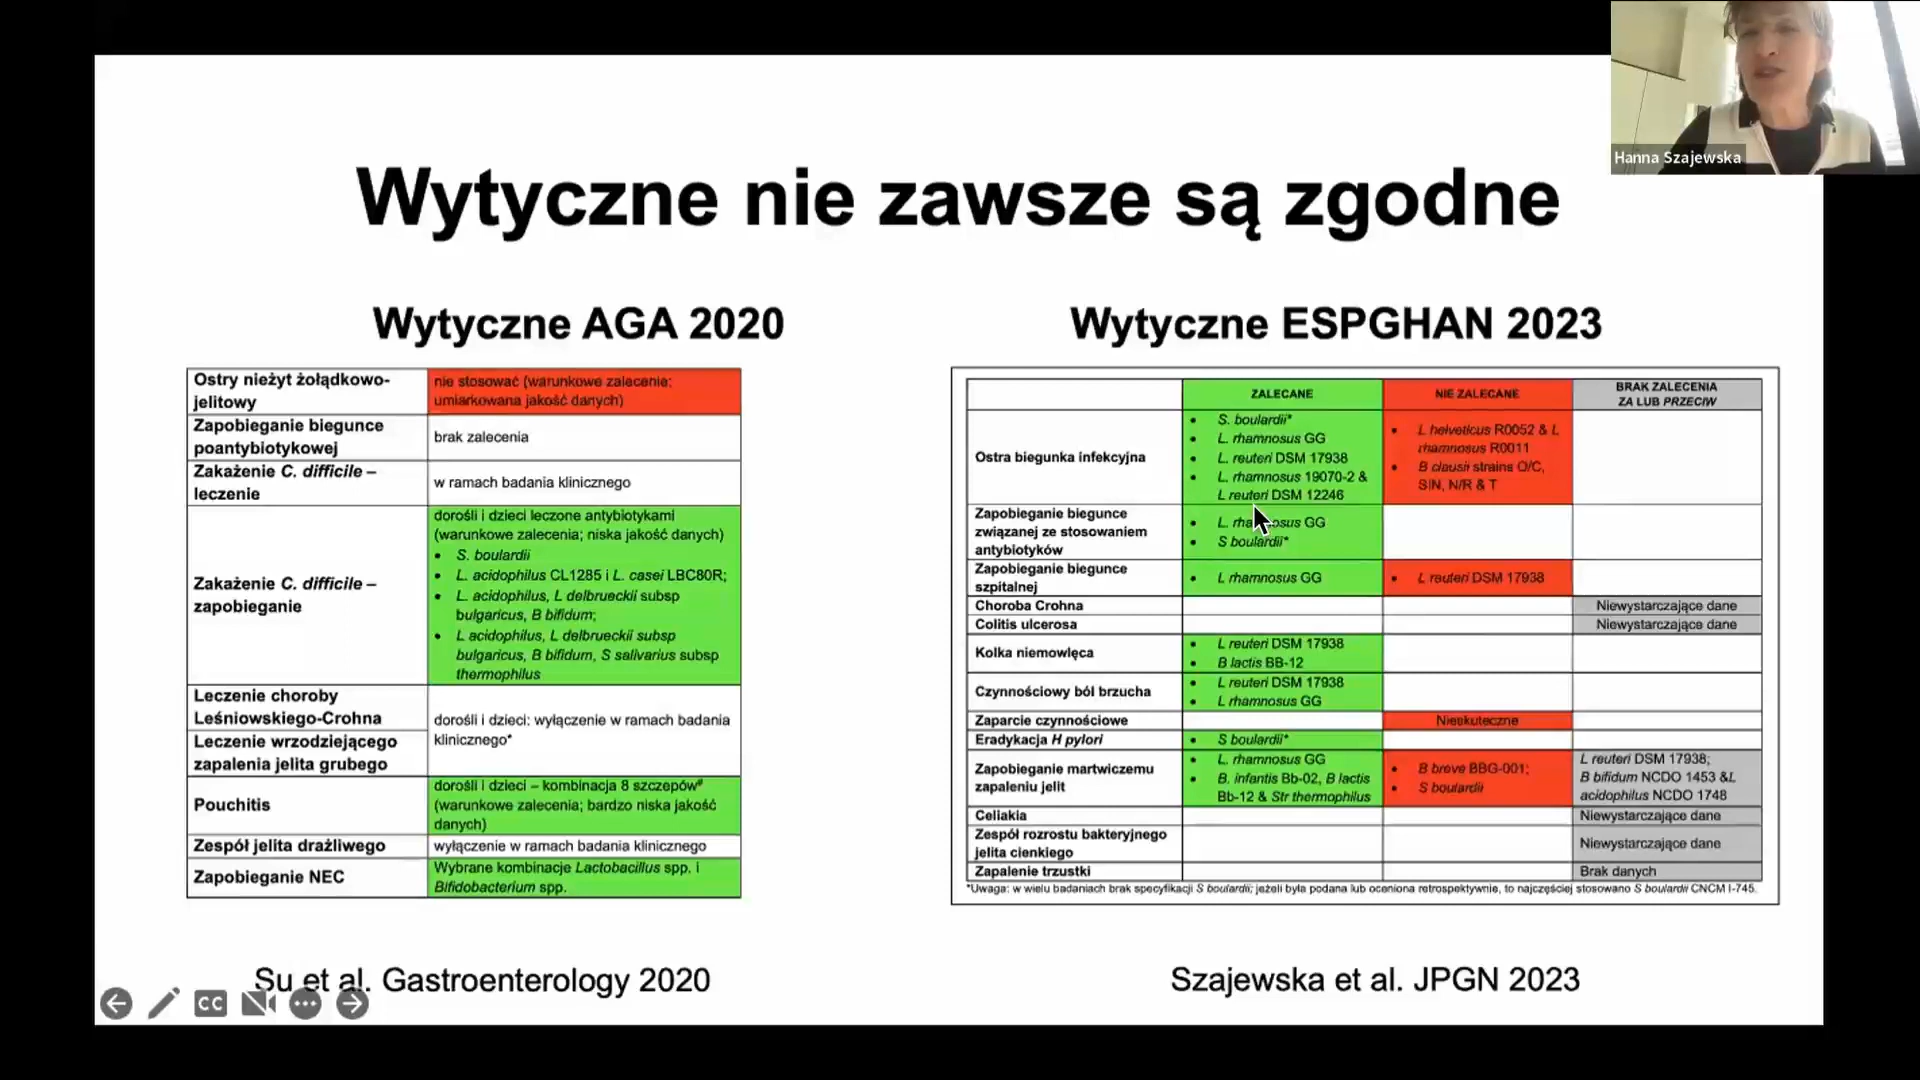 Hanna Szajewska
Wytyczne nie zawsze są zgodne
Wytyczne AGA 2020
Ostry nieżyt żołądkowo-
jelitowy
nie stosować (warunkowe zalecenie;
umiarkowana jakość danych)
Zapobieganie biegunce
poantybiotykowej
brak zalecenia
Zakażenie C. difficile –
leczenie
w ramach badania klinicznego
Zakażenie C. difficile –
zapobieganie
dorośli i dzieci leczone antybiotykami
(warunkowe zalecenia; niska jakość danych)
• S. boulardii
• L. acidophilus CL1285 i L. casei LBC80R;
• L. acidophilus, L delbrueckii subsp
bulgaricus, B bifidum;
• L acidophilus, L delbrueckii subsp
bulgaricus, B bifidum, S salivarius subsp
thermophilus
Leczenie choroby
Leśniowskiego-Crohna
Leczenie wrzodziejącego
zapalenia jelita grubego
dorośli i dzieci: wyłączenie w ramach badania
klinicznego*
Pouchitis
dorośli i dzieci – kombinacja 8 szczepów#
(warunkowe zalecenia; bardzo niska jakość
danych)
Zespół jelita drażliwego
wyłączenie w ramach badania klinicznego
Zapobieganie NEC
Wybrane kombinacje Lactobacillus spp. i
Bifidobacterium spp.
Su et al. Gastroenterology 2020
Wytyczne ESPGHAN 2023
ZALECANE
NIE ZALECANE
BRAK ZALECENIA
ZA LUB PRZECIW
Ostra biegunka infekcyjna
• S. boulardii*
• L. rhamnosus GG
• L. reuteri DSM 17938
• L. rhamnosus 19070-2 &
L reuteri DSM 12246
• L helveticus R0052 & L
rhamnosus R0011
• B clausii strains O/C,
SIN, N/R & T
Zapobieganie biegunce
związanej ze stosowaniem
antybiotyków
• L. rhamnosus GG
• S boulardii*
Zapobieganie biegunce
szpitalnej
• L rhamnosus GG
• L reuteri DSM 17938
Choroba Crohna
Niewystarczające dane
Colitis ulcerosa
Niewystarczające dane
Kolka niemowlęca
• L reuteri DSM 17938
• B lactis BB-12
Czynnościowy ból brzucha
• L reuteri DSM 17938
• L rhamnosus GG
Zaparcie czynnościowe
Nieskuteczne
Eradykacja H pylori
• S boulardii*
Zapobieganie martwiczemu
zapaleniu jelit
• L. rhamnosus GG
• B. infantis Bb-02, B lactis
Bb-12 & Str thermophilus
• B breve BBG-001;
• S boulardii
L reuteri DSM 17938;
B bifidum NCDO 1453 &L
acidophilus NCDO 1748
Celiakia
Niewystarczające dane
Zespół rozrostu bakteryjnego
jelita cienkiego
Niewystarczające dane
Zapalenie trzustki
Brak danych
*Uwaga: w wielu badaniach brak specyfikacji S boulardii; jeżeli była podana lub oceniona retrospektywnie, to najczęściej stosowano S boulardii CNCM I-745.
Szajewska et al. JPGN 2023
CC